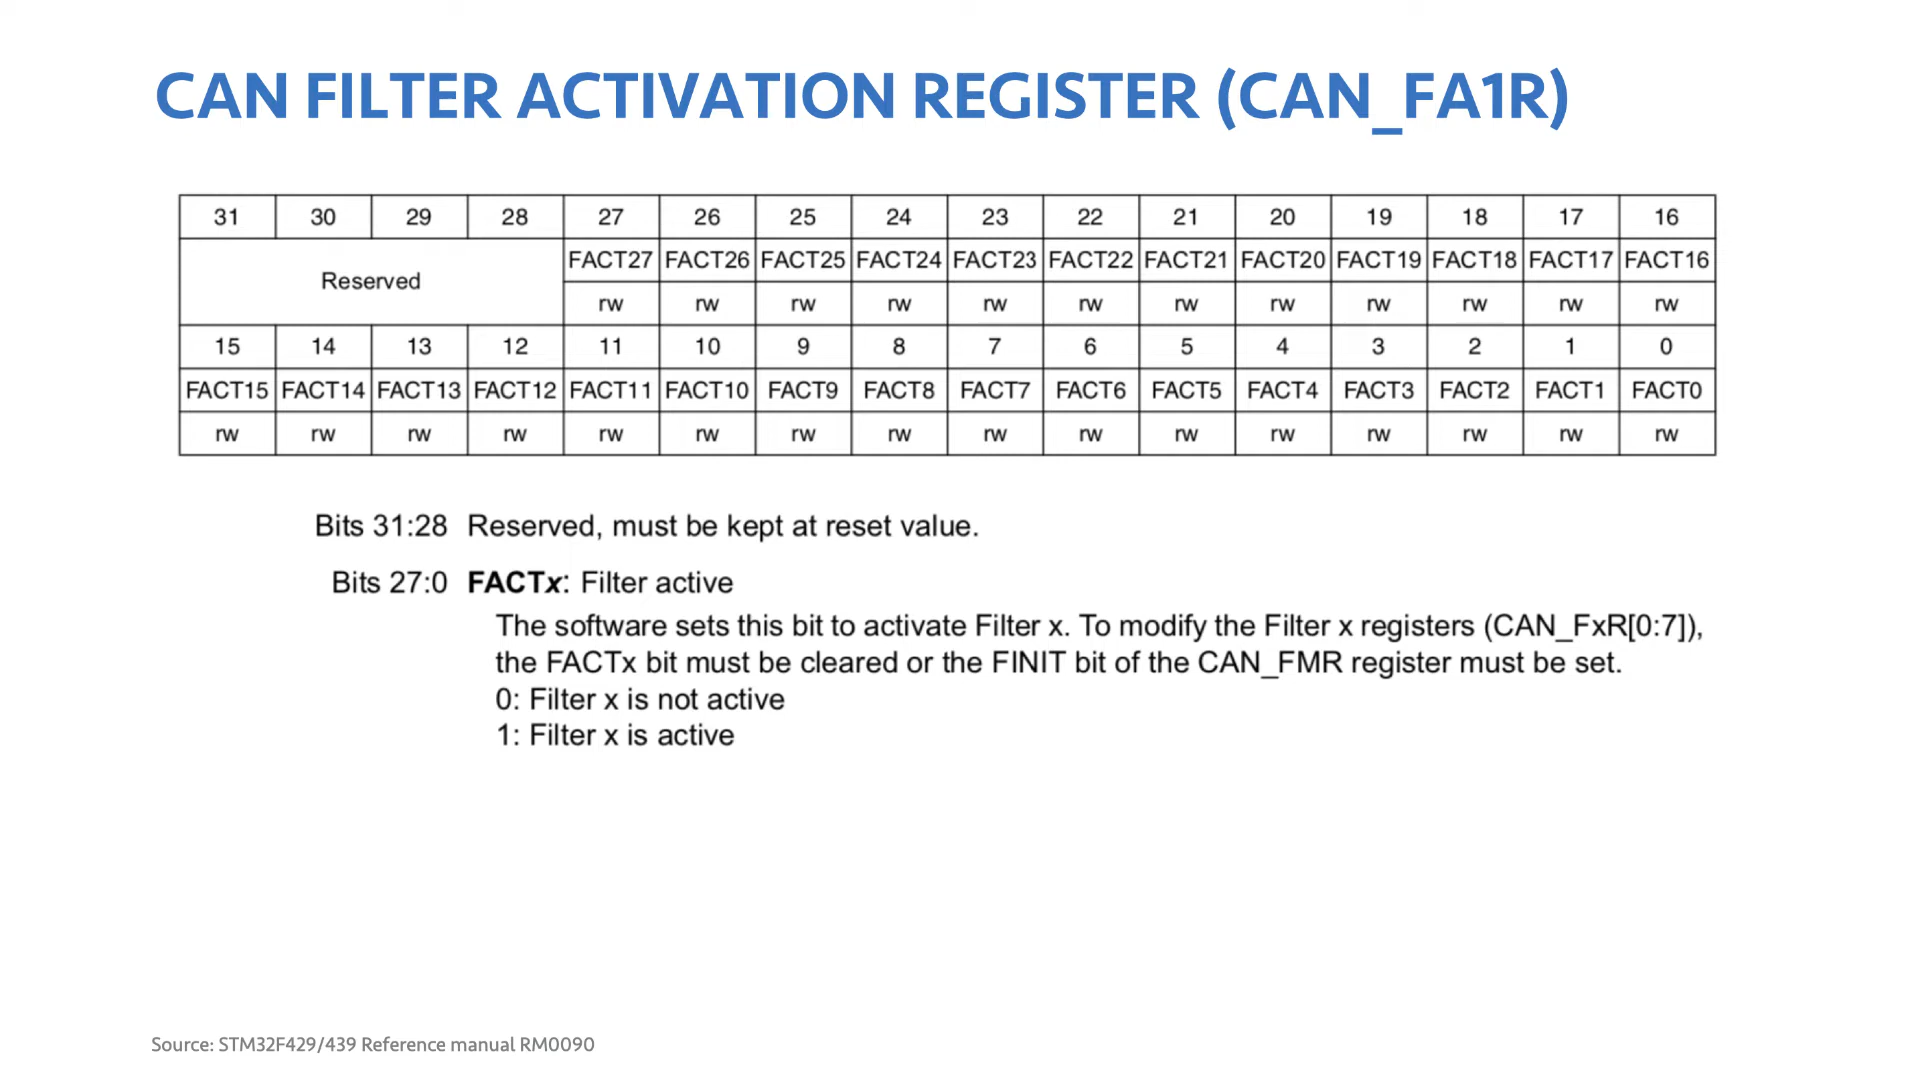 CAN FILTER ACTIVATION REGISTER (CAN_FA1R)
31 30 29 28 27 26 25 24 23 22 21 20 19 18 17 16
Reserved FACT27 FACT26 FACT25 FACT24 FACT23 FACT22 FACT21 FACT20 FACT19 FACT18 FACT17 FACT16
rw rw rw rw rw rw rw rw rw rw rw rw
15 14 13 12 11 10 9 8 7 6 5 4 3 2 1 0
FACT15 FACT14 FACT13 FACT12 FACT11 FACT10 FACT9 FACT8 FACT7 FACT6 FACT5 FACT4 FACT3 FACT2 FACT1 FACT0
rw rw rw rw rw rw rw rw rw rw rw rw rw rw rw rw
Bits 31:28 Reserved, must be kept at reset value.
Bits 27:0 FACTx: Filter active
The software sets this bit to activate Filter x. To modify the Filter x registers (CAN_FxR[0:7]),
the FACTx bit must be cleared or the FINIT bit of the CAN_FMR register must be set.
0: Filter x is not active
1: Filter x is active
Source: STM32F429/439 Reference manual RM0090